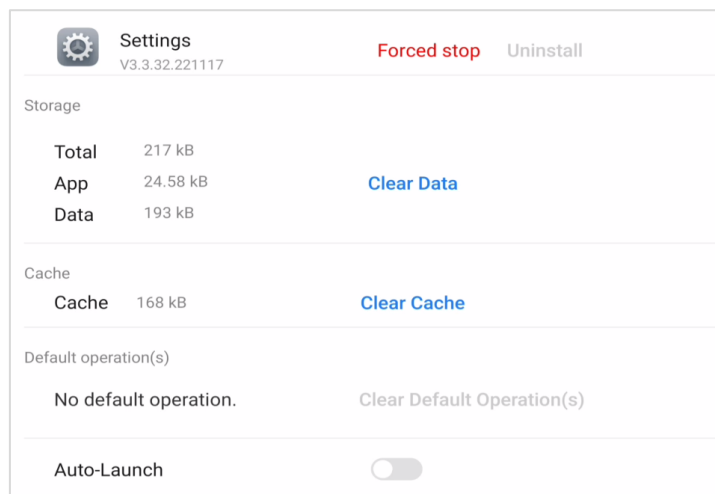 Settings
V3.3.32.221117
Forced stop
Uninstall
Storage
Total 217 kB
App 24.58 kB
Clear Data
Data 193 kB
Cache
Cache 168 kB
Clear Cache
Default operation(s)
No default operation.
Clear Default Operation(s)
Auto-Launch